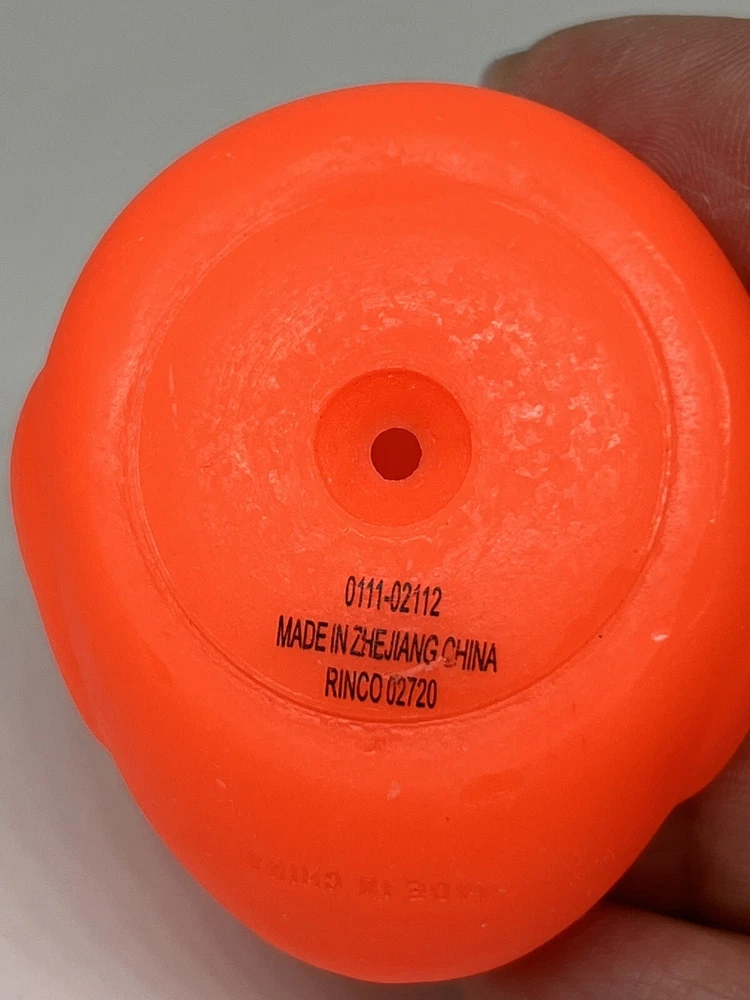 0111-02112
MADE IN ZHEJIANG CHINA
RINCO 02720
MADE IN CHINA